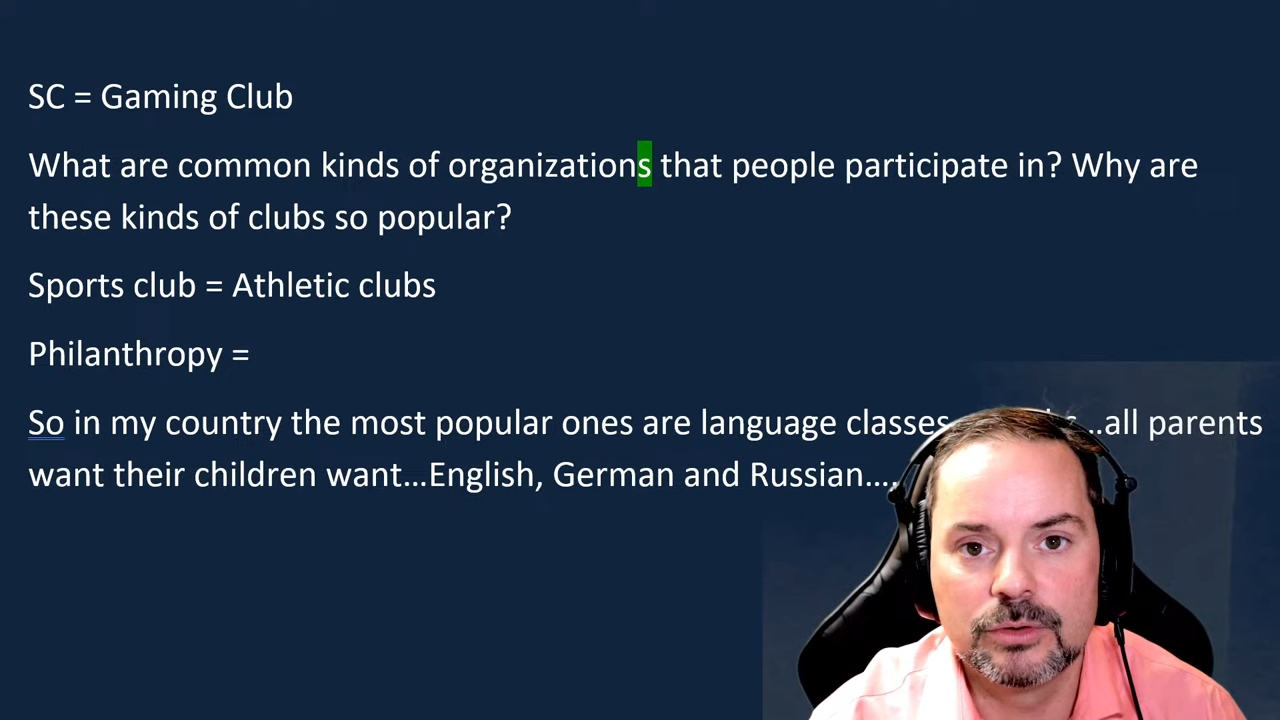 SC = Gaming Club
What are common kinds of organizations that people participate in? Why are
these kinds of clubs so popular?
Sports club = Athletic clubs
Philanthropy =
So in my country the most popular ones are language classes ..all parents
want their children want...English, German and Russian....